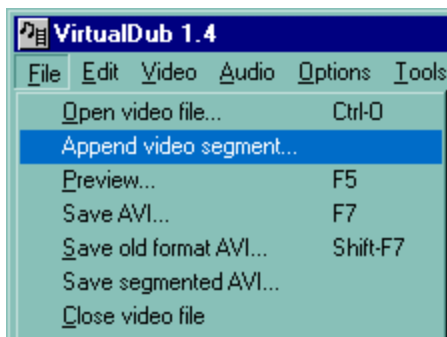 VirtualDub 1.4
File Edit Video Audio Options Tools
Open video file... Ctrl-O
Append video segment...
Preview... F5
Save AVI... F7
Save old format AVI... Shift-F7
Save segmented AVI...
Close video file